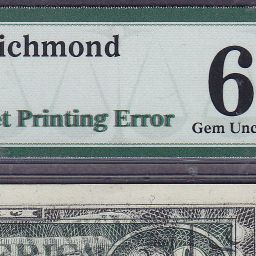 ichmond
6
et Printing Error
Gem Unc